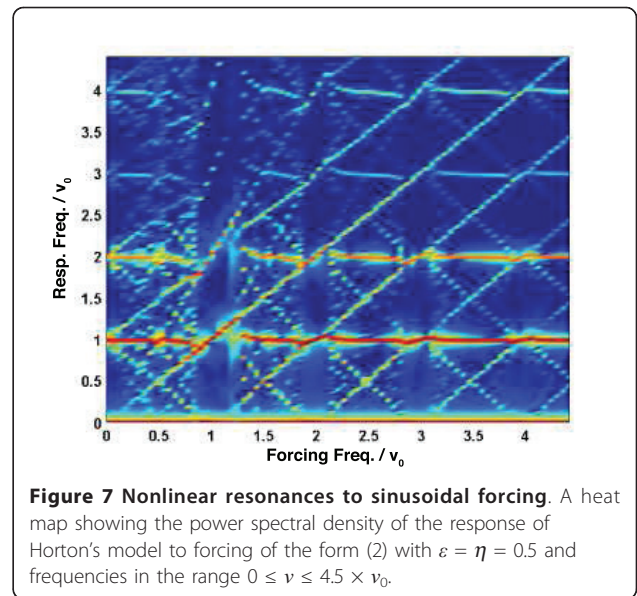 4
3.5
3
2.5
2
1.5
1
0.5
0
Resp. Freq. / v₀
0 0.5 1 1.5 2 2.5 3 3.5 4
Forcing Freq. / v₀
Figure 7 Nonlinear resonances to sinusoidal forcing. A heat
map showing the power spectral density of the response of
Horton's model to forcing of the form (2) with ε = η = 0.5 and
frequencies in the range 0 ≤ ν ≤ 4.5 × ν₀.